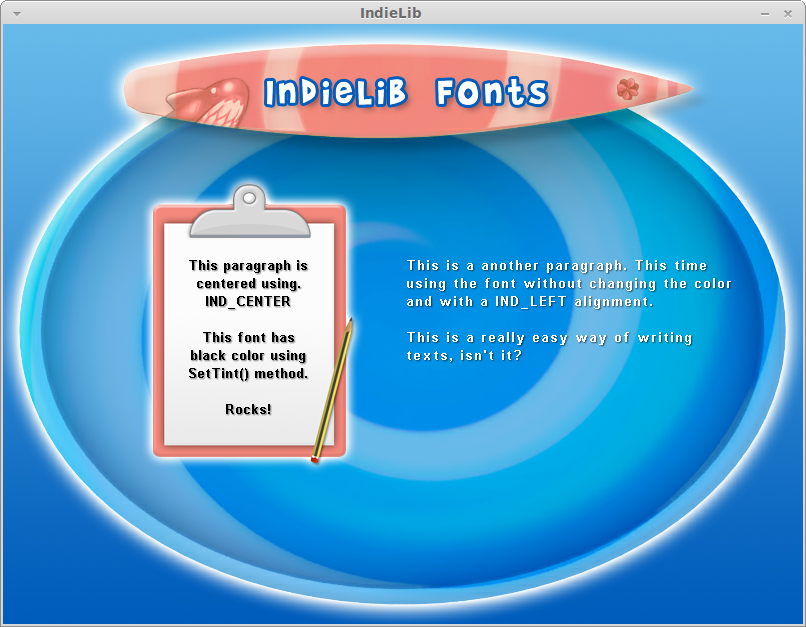 IndieLib
IndieLib Fonts
This paragraph is
centered using.
IND_CENTER
This font has
black color using
SetTint() method.
Rocks!
This is a another paragraph. This time
using the font without changing the color
and with a IND_LEFT alignment.
This is a really easy way of writing
texts, isn't it?